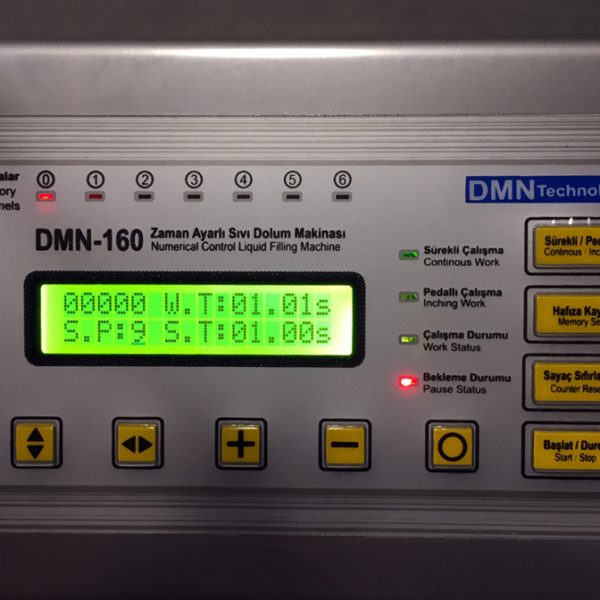 alar
ory
nels
0 1 2 3 4 5 6
DMN Technol
DMN-160 Zaman Ayarlı Sıvı Dolum Makinası
Numerical Control Liquid Filling Machine
00000 W.T:01.01s
S.P:9 S.T:01.00s
Sürekli Çalışma
Continous Work
Pedallı Çalışma
Inching Work
Çalışma Durumu
Work Status
Bekleme Durumu
Pause Status
Sürekli / Ped
Continous / Inc
Hafıza Kay
Memory Se
Sayaç Sıfırla
Counter Rese
Başlat / Durd
Start / Stop
+
−